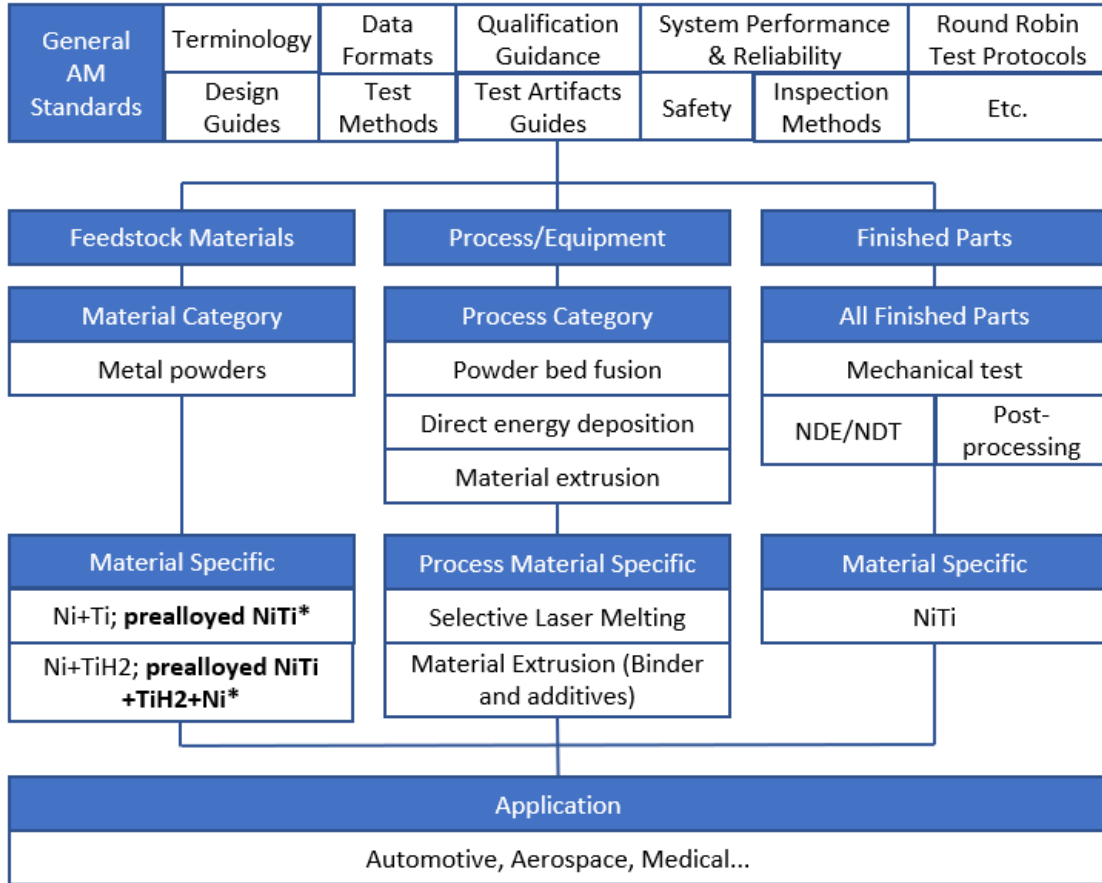 General
AM
Standards
Terminology
Data
Formats
Qualification
Guidance
System Performance
& Reliability
Round Robin
Test Protocols
Design
Guides
Test
Methods
Test Artifacts
Guides
Safety
Inspection
Methods
Etc.
Feedstock Materials
Process/Equipment
Finished Parts
Material Category
Process Category
All Finished Parts
Metal powders
Powder bed fusion
Mechanical test
Direct energy deposition
NDE/NDT
Post-
processing
Material extrusion
Material Specific
Process Material Specific
Material Specific
Ni+Ti; prealloyed NiTi*
Selective Laser Melting
NiTi
Ni+TiH2; prealloyed NiTi
+TiH2+Ni*
Material Extrusion (Binder
and additives)
Application
Automotive, Aerospace, Medical...